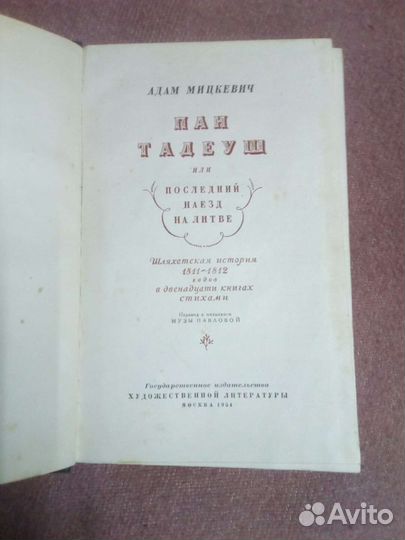 АДАМ МИЦКЕВИЧ
ПАН
ТАДЕУШ
ИЛИ
ПОСЛЕДНИЙ
НАЕЗД
НА ЛИТВЕ
Шляхетская история
1811–1812
годов
в двенадцати книгах
стихами
Перевод с польского
МУЗЫ ПАВЛОВОЙ
Государственное издательство
ХУДОЖЕСТВЕННОЙ ЛИТЕРАТУРЫ
МОСКВА 1954
Avito